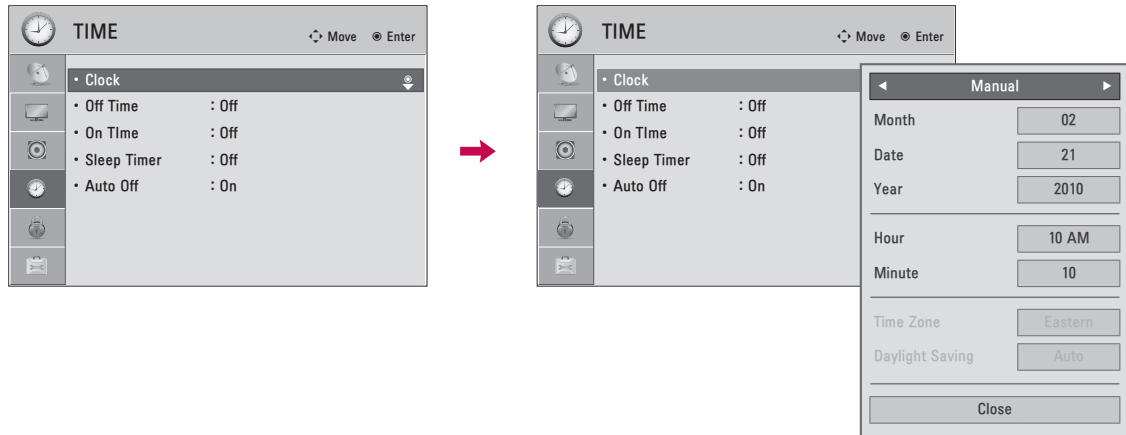 TIME
Move Enter
• Clock
• Off Time : Off
• On TIme : Off
• Sleep Timer : Off
• Auto Off : On
TIME
Move Enter
• Clock
• Off Time : Off
• On TIme : Off
• Sleep Timer : Off
• Auto Off : On
◀ Manual ▶
Month 02
Date 21
Year 2010
Hour 10 AM
Minute 10
Time Zone Eastern
Daylight Saving Auto
Close